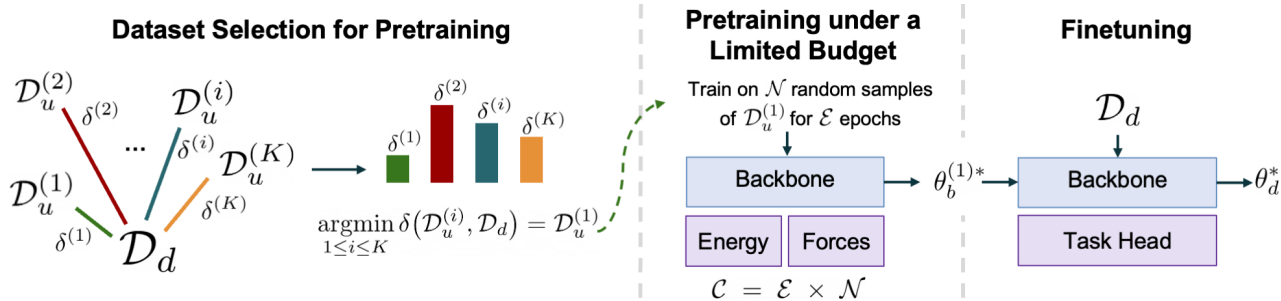 Dataset Selection for Pretraining
𝒟_u^{(2)}
δ^{(2)}
𝒟_u^{(i)}
...
δ^{(i)}
𝒟_u^{(K)}
𝒟_u^{(1)}
δ^{(K)}
δ^{(1)}
𝒟_d
δ^{(1)}
δ^{(2)}
δ^{(i)}
δ^{(K)}
argmin δ(𝒟_u^{(i)}, 𝒟_d) = 𝒟_u^{(1)}
1≤i≤K
Pretraining under a
Limited Budget
Train on 𝒩 random samples
of 𝒟_u^{(1)} for ℰ epochs
Backbone
θ_b^{(1)*}
Energy
Forces
𝒞 = ℰ × 𝒩
Finetuning
𝒟_d
Backbone
θ_d^*
Task Head